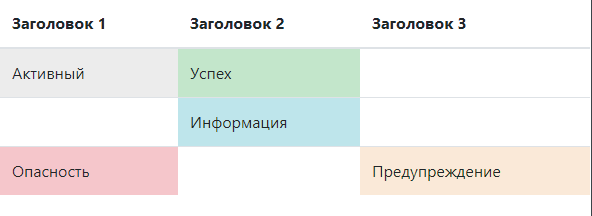 Заголовок 1 Заголовок 2 Заголовок 3
Активный Успех
Информация
Опасность Предупреждение